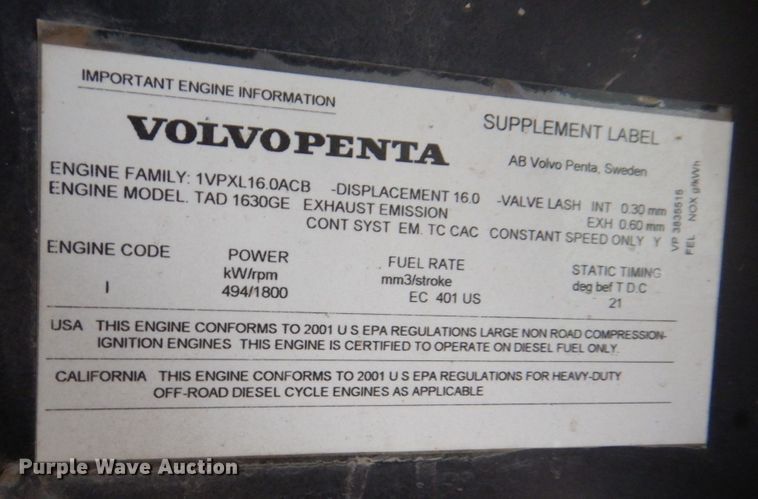 IMPORTANT ENGINE INFORMATION
VOLVO PENTA
SUPPLEMENT LABEL
AB Volvo Penta, Sweden
ENGINE FAMILY: 1VPXL16.0ACB -DISPLACEMENT 16.0 -VALVE LASH INT 0.30 mm
ENGINE MODEL. TAD 1630GE EXHAUST EMISSION EXH 0.60 mm
CONT SYST EM. TC CAC CONSTANT SPEED ONLY Y
VP 3835515
FEL NOX g/kWh
ENGINE CODE POWER FUEL RATE STATIC TIMING
kW/rpm mm3/stroke deg bef T D.C
I 494/1800 EC 401 US 21
USA THIS ENGINE CONFORMS TO 2001 U S EPA REGULATIONS LARGE NON ROAD COMPRESSION-
IGNITION ENGINES THIS ENGINE IS CERTIFIED TO OPERATE ON DIESEL FUEL ONLY.
CALIFORNIA THIS ENGINE CONFORMS TO 2001 U S EPA REGULATIONS FOR HEAVY-DUTY
OFF-ROAD DIESEL CYCLE ENGINES AS APPLICABLE
Purple Wave Auction